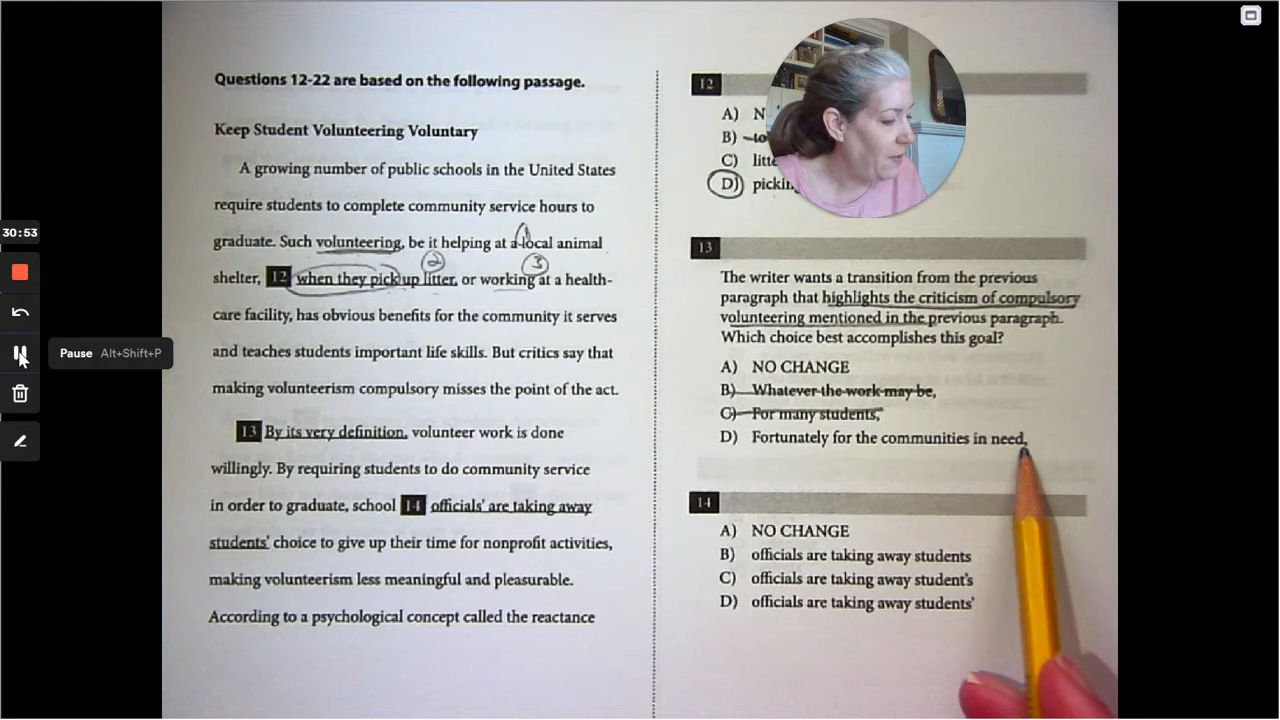 30:53
Pause Alt+Shift+P
Questions 12-22 are based on the following passage.
Keep Student Volunteering Voluntary
A growing number of public schools in the United States
require students to complete community service hours to
graduate. Such volunteering, be it helping at a local animal
1
shelter, 12 when they pick up litter, or working at a health-
2
3
care facility, has obvious benefits for the community it serves
and teaches students important life skills. But critics say that
making volunteerism compulsory misses the point of the act.
13 By its very definition, volunteer work is done
willingly. By requiring students to do community service
in order to graduate, school 14 officials' are taking away
students' choice to give up their time for nonprofit activities,
making volunteerism less meaningful and pleasurable.
According to a psychological concept called the reactance
12
A) N
B) to
C) litte
D) picking
13
The writer wants a transition from the previous
paragraph that highlights the criticism of compulsory
volunteering mentioned in the previous paragraph.
Which choice best accomplishes this goal?
A) NO CHANGE
B) Whatever the work may be,
C) For many students,
D) Fortunately for the communities in need,
14
A) NO CHANGE
B) officials are taking away students
C) officials are taking away student's
D) officials are taking away students'